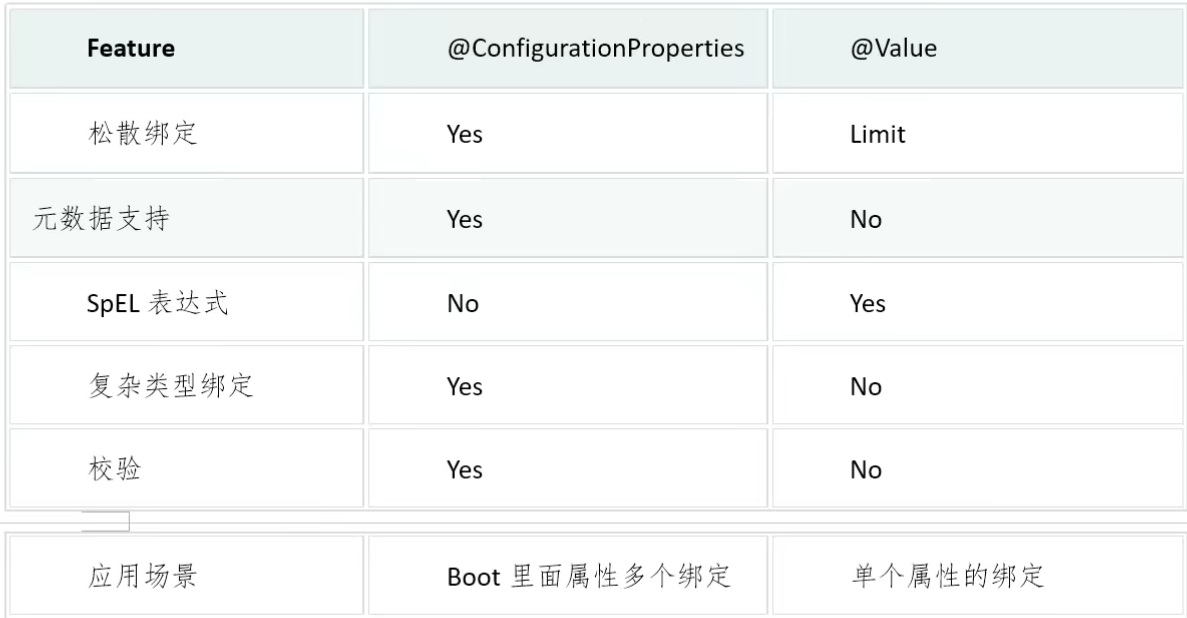 Feature @ConfigurationProperties @Value
松散绑定 Yes Limit
元数据支持 Yes No
SpEL 表达式 No Yes
复杂类型绑定 Yes No
校验 Yes No
应用场景 Boot 里面属性多个绑定 单个属性的绑定